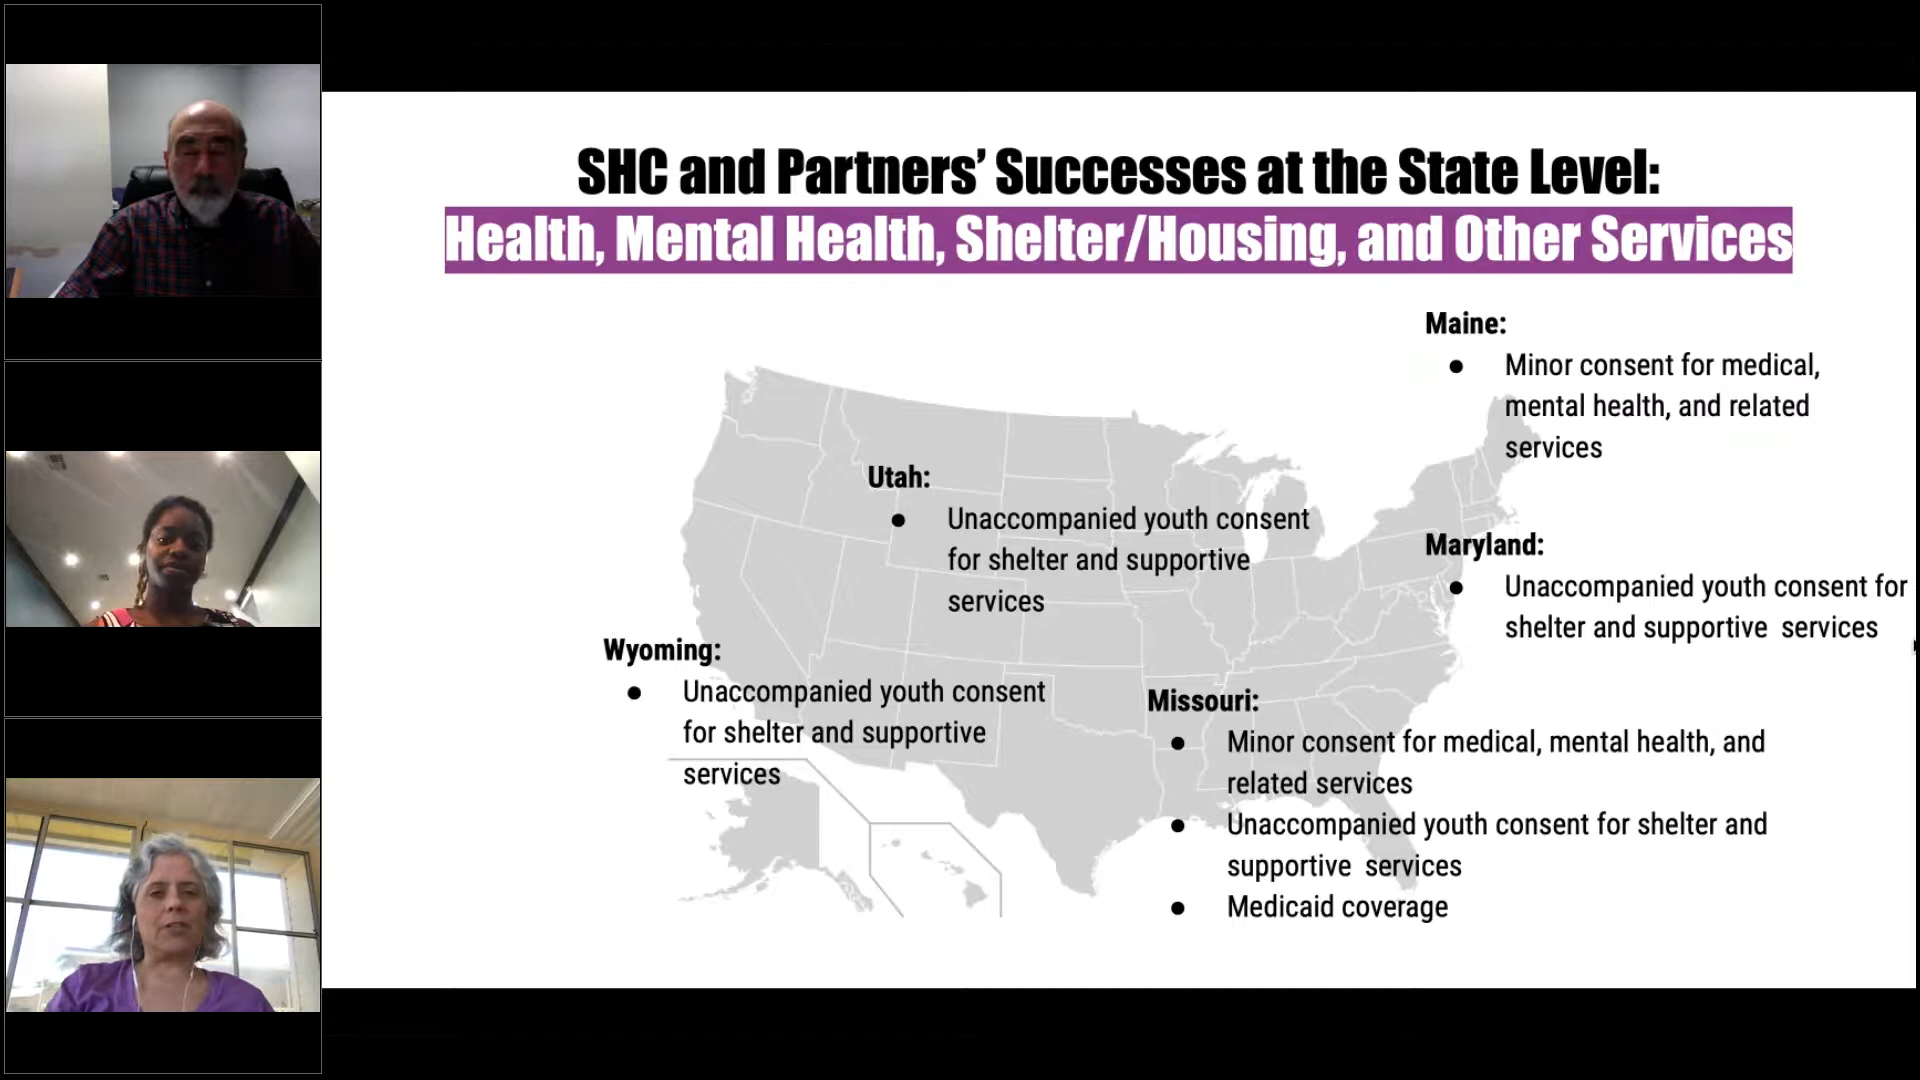 SHC and Partners’ Successes at the State Level:
Health, Mental Health, Shelter/Housing, and Other Services
Maine:
● Minor consent for medical,
mental health, and related
services
Utah:
● Unaccompanied youth consent
for shelter and supportive
services
Maryland:
● Unaccompanied youth consent for
shelter and supportive services
Wyoming:
● Unaccompanied youth consent
for shelter and supportive
services
Missouri:
● Minor consent for medical, mental health, and
related services
● Unaccompanied youth consent for shelter and
supportive services
● Medicaid coverage